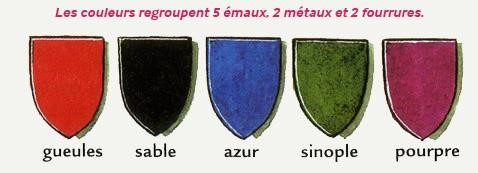 Les couleurs regroupent 5 émaux, 2 métaux et 2 fourrures.
gueules sable azur sinople pourpre